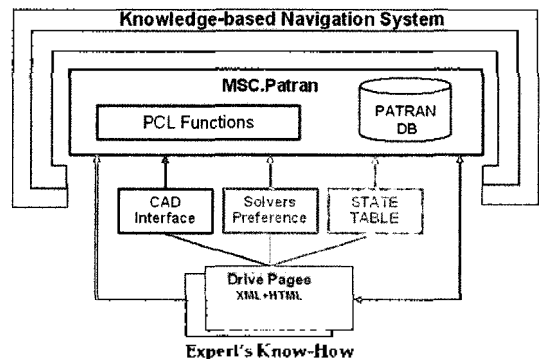 Knowledge-based Navigation System
MSC.Patran
PCL Functions
PATRAN
DB
CAD
Interface
Solvers
Preference
STATE
TABLE
Drive Pages
XML+HTML
Expert's Know-How